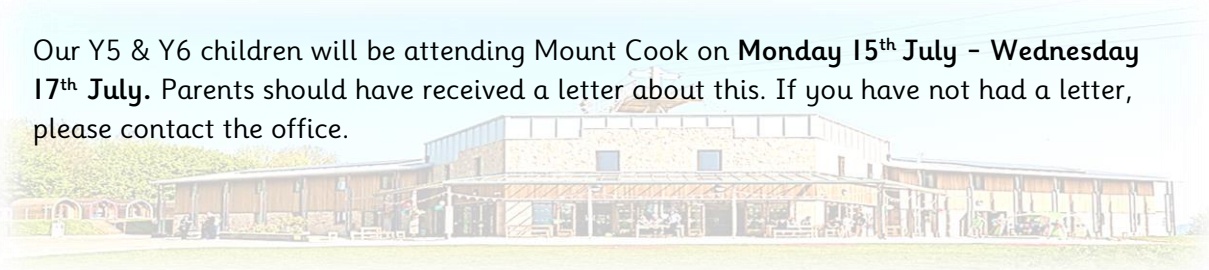 Our Y5 & Y6 children will be attending Mount Cook on Monday 15th July – Wednesday
17th July. Parents should have received a letter about this. If you have not had a letter,
please contact the office.